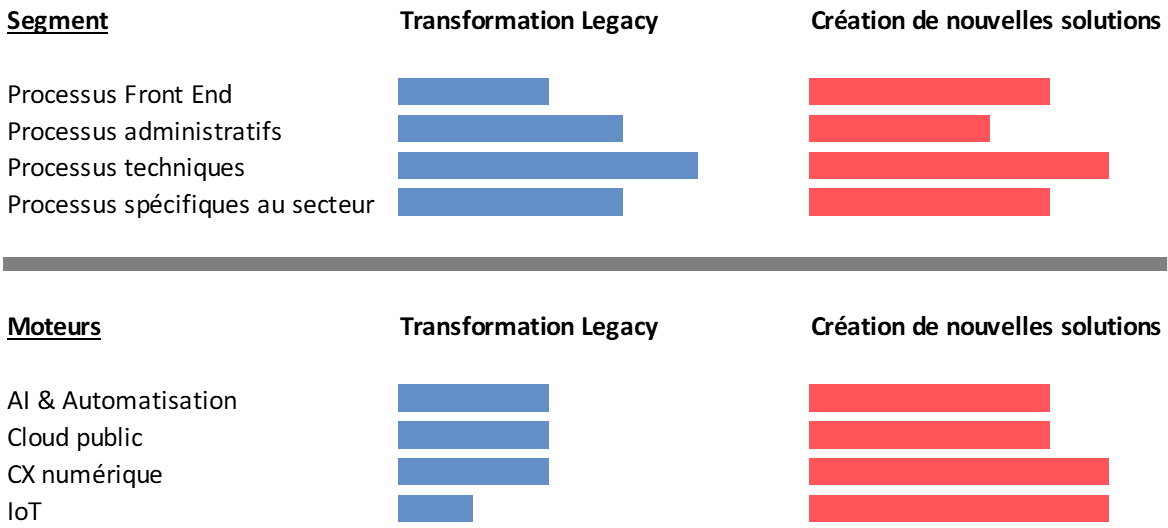 Segment Transformation Legacy Création de nouvelles solutions
Processus Front End
Processus administratifs
Processus techniques
Processus spécifiques au secteur
Moteurs Transformation Legacy Création de nouvelles solutions
AI & Automatisation
Cloud public
CX numérique
IoT